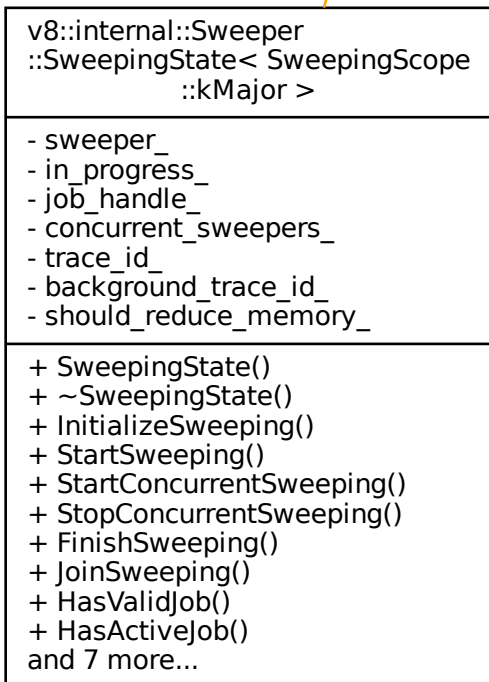 v8::internal::Sweeper
::SweepingState< SweepingScope
::kMajor >
- sweeper_
- in_progress_
- job_handle_
- concurrent_sweepers_
- trace_id_
- background_trace_id_
- should_reduce_memory_
+ SweepingState()
+ ~SweepingState()
+ InitializeSweeping()
+ StartSweeping()
+ StartConcurrentSweeping()
+ StopConcurrentSweeping()
+ FinishSweeping()
+ JoinSweeping()
+ HasValidJob()
+ HasActiveJob()
and 7 more...